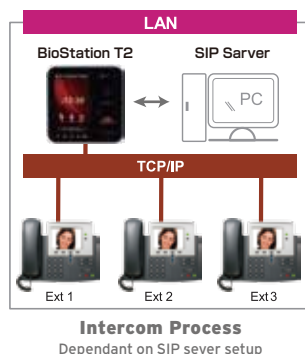 LAN
BioStation T2
SIP Sarver
PC
TCP/IP
Ext 1
Ext 2
Ext 3
Intercom Process
Dependant on SIP sever setup